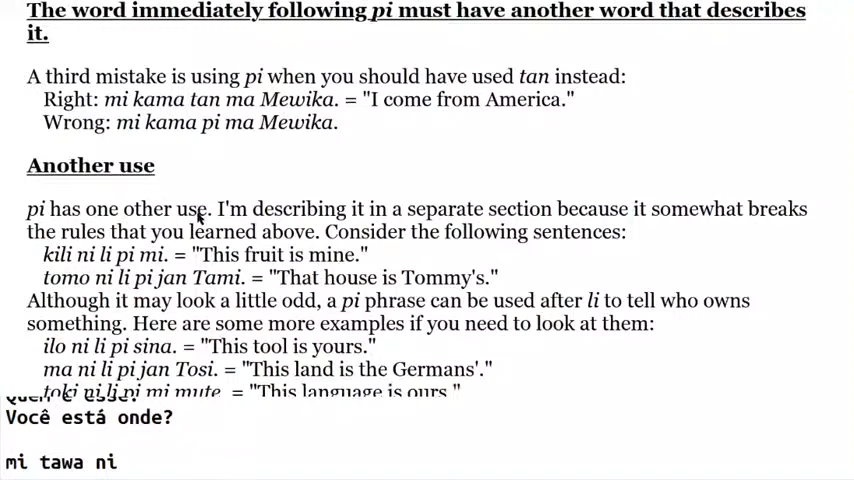 The word immediately following pi must have another word that describes
it.
A third mistake is using pi when you should have used tan instead:
Right: mi kama tan ma Mewika. = "I come from America."
Wrong: mi kama pi ma Mewika.
Another use
pi has one other use. I'm describing it in a separate section because it somewhat breaks
the rules that you learned above. Consider the following sentences:
kili ni li pi mi. = "This fruit is mine."
tomo ni li pi jan Tami. = "That house is Tommy's."
Although it may look a little odd, a pi phrase can be used after li to tell who owns
something. Here are some more examples if you need to look at them:
ilo ni li pi sina. = "This tool is yours."
ma ni li pi jan Tosi. = "This land is the Germans'."
toki ni li pi mi mute. = "This language is ours."
Você está onde?
mi tawa ni